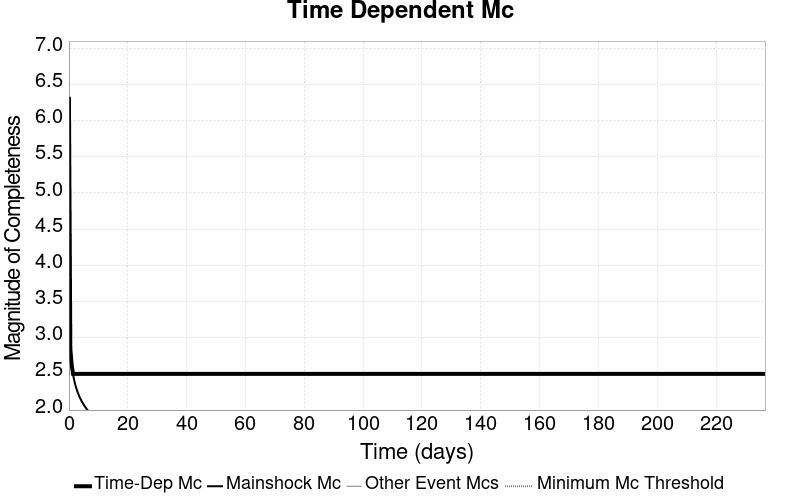 Time Dependent Mc
7.0
6.5
6.0
5.5
5.0
4.5
4.0
3.5
3.0
2.5
2.0
Magnitude of Completeness
0 20 40 60 80 100 120 140 160 180 200 220
Time (days)
Time-Dep Mc Mainshock Mc Other Event Mcs Minimum Mc Threshold